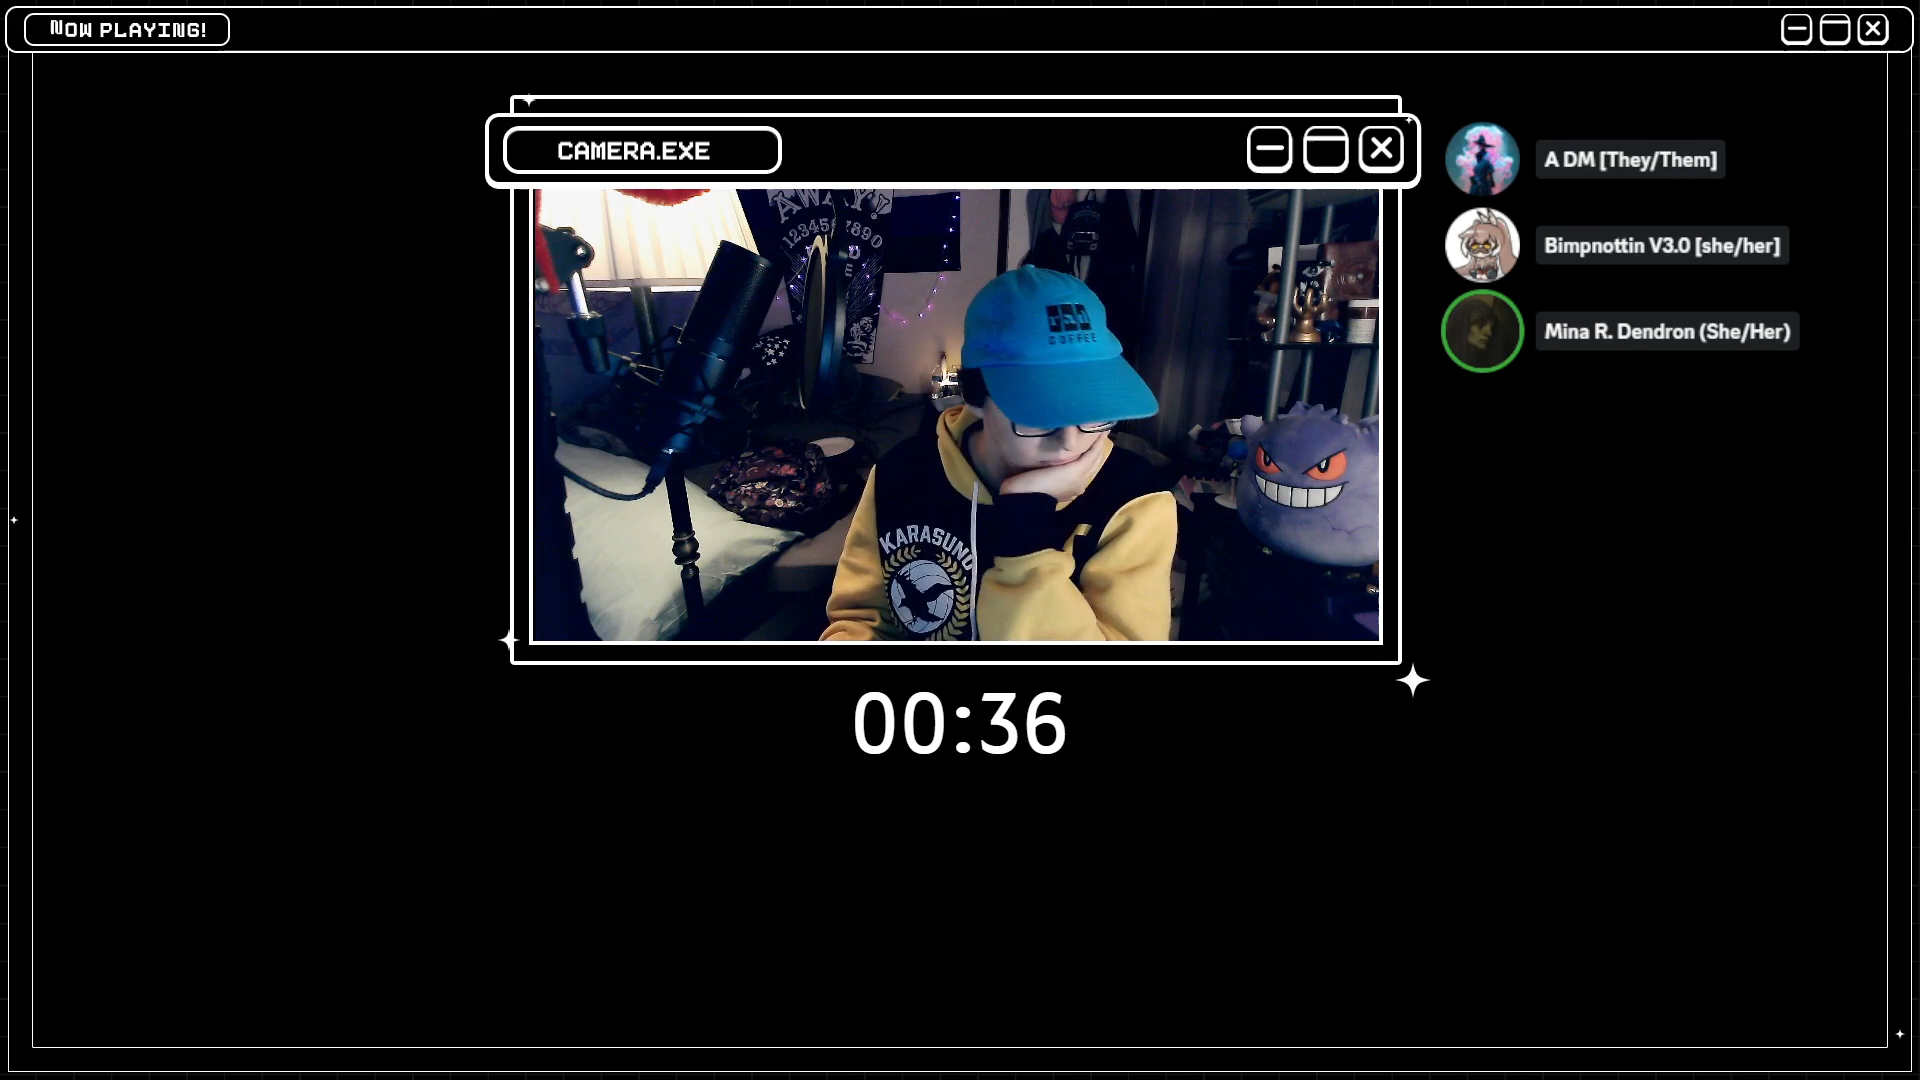 NOW PLAYING!
CAMERA.EXE
A DM [They/Them]
Bimpnottin V3.0 [she/her]
Mina R. Dendron (She/Her)
AWAY!
COFFEE
KARASUNO
00:36